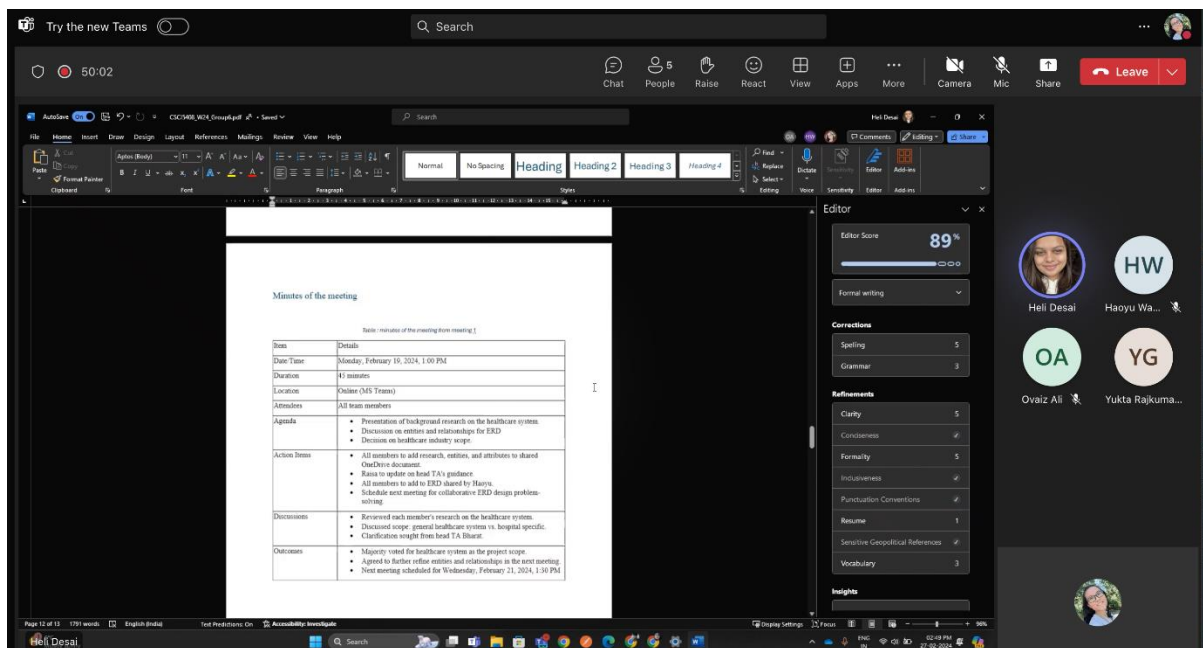 Try the new Teams
Search
50:02
Chat
People
5
Raise
React
View
Apps
More
Camera
Mic
Share
Leave
AutoSave On
CSCI5408_W24_Group6.pdf
Saved
Search
Heli Desai
File Home Insert Draw Design Layout References Mailings Review View Help
Comments Editing Share
Paste
Cut
Copy
Format Painter
Clipboard
Aptos (Body) 11
Font
Paragraph
Normal
No Spacing
Heading
Heading 2
Heading 3
Heading 4
Styles
Find
Replace
Select
Editing
Dictate
Voice
Sensitivity
Sensitivity
Editor
Editor
Add-ins
Add-ins
Minutes of the meeting
Table : minutes of the meeting from meeting 1
Item Details
Date/Time Monday, February 19, 2024, 1:00 PM
Duration 45 minutes
Location Online (MS Teams)
Attendees All team members
Agenda • Presentation of background research on the healthcare system.
• Discussion on entities and relationships for ERD
• Decision on healthcare industry scope.
Action Items • All members to add research, entities, and attributes to shared
OneDrive document.
• Raisa to update on head TA's guidance
• All members to add to ERD shared by Haoyu.
• Schedule next meeting for collaborative ERD design problem-
solving.
Discussions • Reviewed each member's research on the healthcare system.
• Discussed scope: general healthcare system vs. hospital specific.
• Clarification sought from head TA Bharat.
Outcomes • Majority voted for healthcare system as the project scope.
• Agreed to further refine entities and relationships in the next meeting.
• Next meeting scheduled for Wednesday, February 21, 2024, 1:30 PM
Editor
Editor Score 89%
Formal writing
Corrections
Spelling 5
Grammar 3
Refinements
Clarity 5
Conciseness
Formality 5
Inclusiveness
Punctuation Conventions
Resume 1
Sensitive Geopolitical References
Vocabulary 3
Insights
Heli Desai
HW
Haoyu Wa...
OA
Ovaiz Ali
YG
Yukta Rajkuma...
Page 12 of 13 1791 words English (India) Text Predictions: On Accessibility: Investigate
Display Settings Focus 96%
Heli Desai
Search
ENG
IN
02:49 PM
27-02-2024